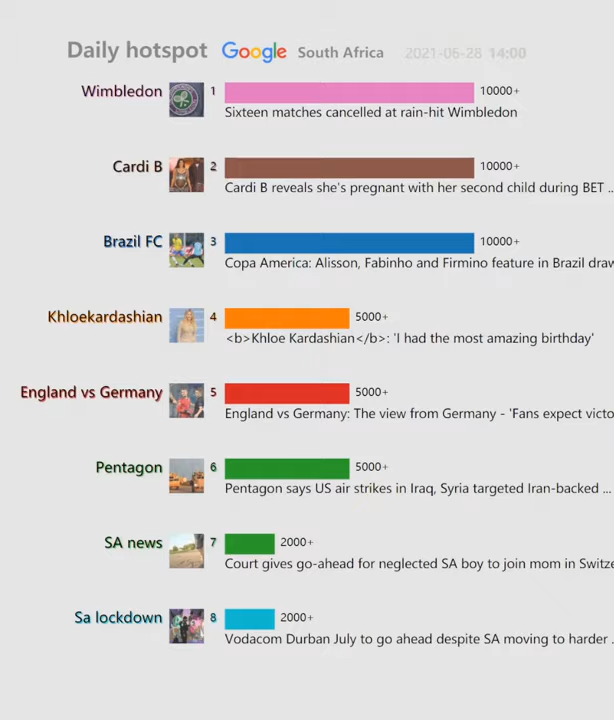 Daily hotspot Google South Africa 2021-06-28 14:00
Wimbledon 1 10000+
Sixteen matches cancelled at rain-hit Wimbledon
Cardi B 2 10000+
Cardi B reveals she's pregnant with her second child during BET ..
Brazil FC 3 10000+
Copa America: Alisson, Fabinho and Firmino feature in Brazil draw
Khloekardashian 4 5000+
<b>Khloe Kardashian</b>: 'I had the most amazing birthday'
England vs Germany 5 5000+
England vs Germany: The view from Germany - 'Fans expect victo
Pentagon 6 5000+
Pentagon says US air strikes in Iraq, Syria targeted Iran-backed ...
SA news 7 2000+
Court gives go-ahead for neglected SA boy to join mom in Switze
Sa lockdown 8 2000+
Vodacom Durban July to go ahead despite SA moving to harder .